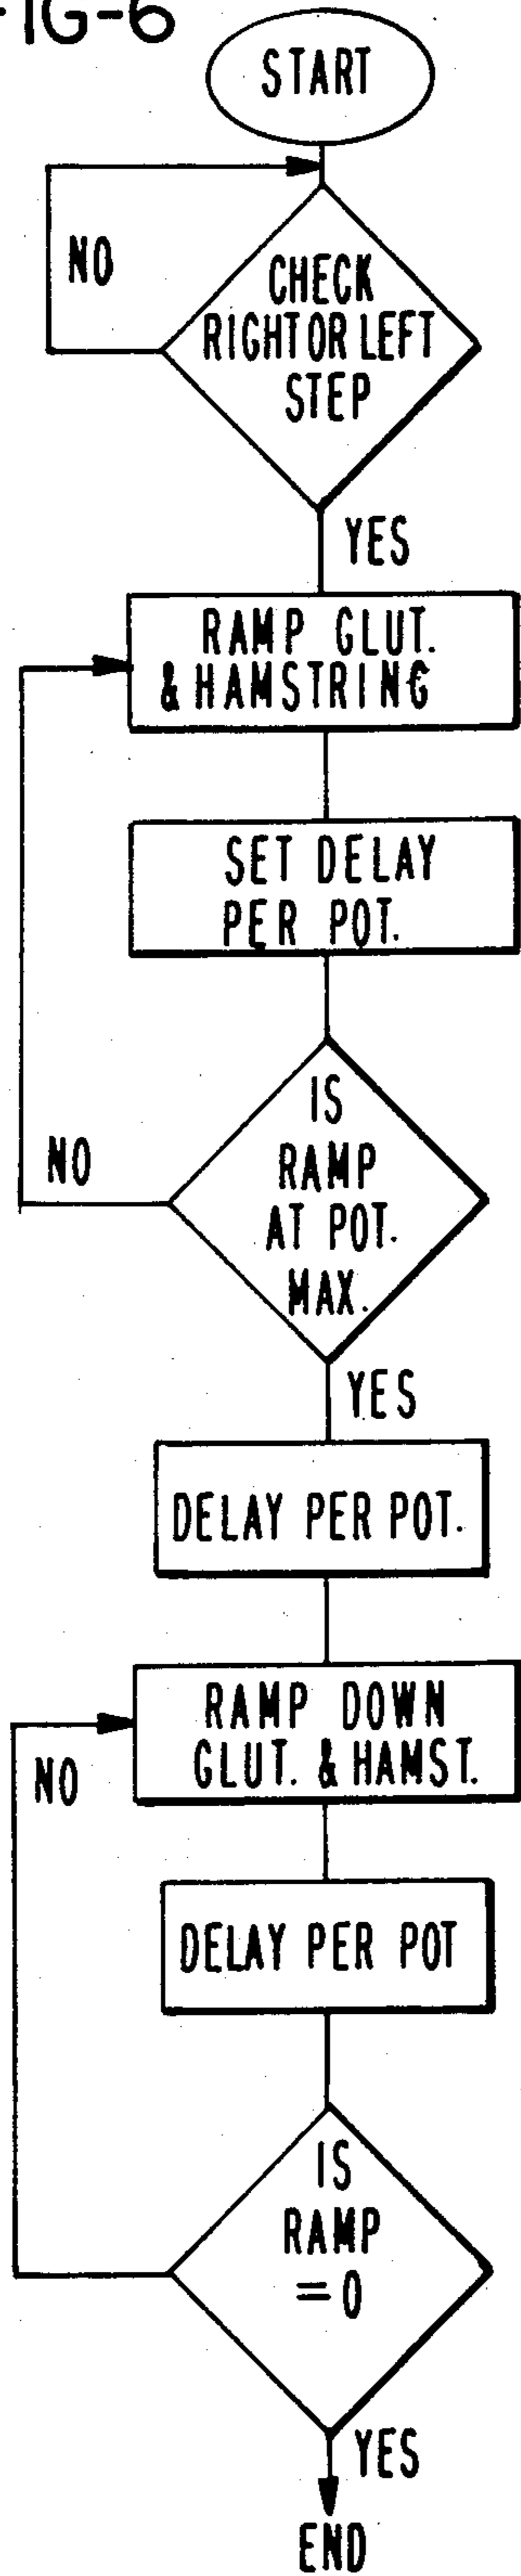 FIG-6
START
NO
CHECK
RIGHT OR LEFT
STEP
YES
RAMP GLUT.
& HAMSTRING
SET DELAY
PER POT.
IS
RAMP
AT POT.
MAX.
NO
YES
DELAY PER POT.
RAMP DOWN
GLUT. & HAMST.
NO
DELAY PER POT
IS
RAMP
=0
YES
END